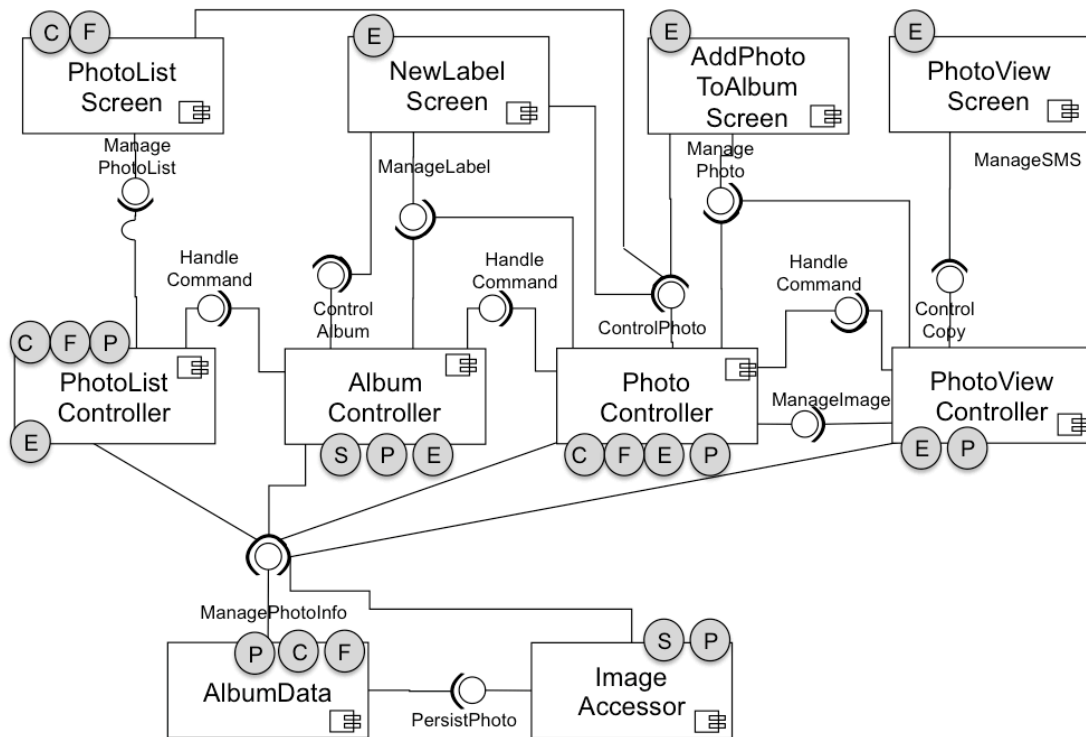 C F
PhotoList
Screen
E
NewLabel
Screen
E
AddPhoto
ToAlbum
Screen
E
PhotoView
Screen
Manage
PhotoList
ManageLabel
Manage
Photo
ManageSMS
Handle
Command
Control
Album
Handle
Command
ControlPhoto
Handle
Command
Control
Copy
C F P
PhotoList
Controller
E
Album
Controller
S P E
Photo
Controller
C F E P
ManageImage
PhotoView
Controller
E P
ManagePhotoInfo
P C F
AlbumData
PersistPhoto
S P
Image
Accessor